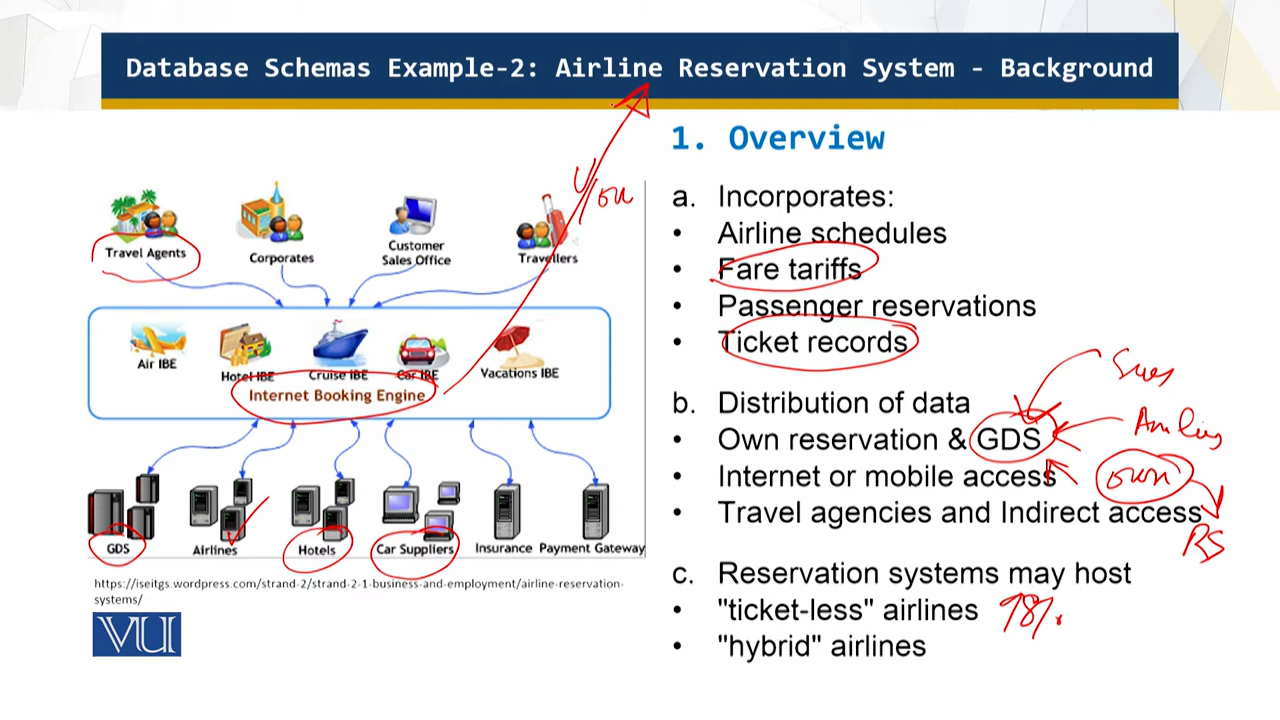 Database Schemas Example-2: Airline Reservation System - Background
1. Overview
a. Incorporates:
• Airline schedules
• Fare tariffs
• Passenger reservations
• Ticket records
b. Distribution of data
• Own reservation & GDS
• Internet or mobile access
• Travel agencies and Indirect access
c. Reservation systems may host
• "ticket-less" airlines
• "hybrid" airlines
Travel Agents
Corporates
Customer
Sales Office
Travellers
Air IBE
Hotel IBE
Cruise IBE
Car IBE
Vacations IBE
Internet Booking Engine
GDS
Airlines
Hotels
Car Suppliers
Insurance
Payment Gateway
https://iseitgs.wordpress.com/strand-2/strand-2-1-business-and-employment/airline-reservation-
systems/
VU
own
RS
98%